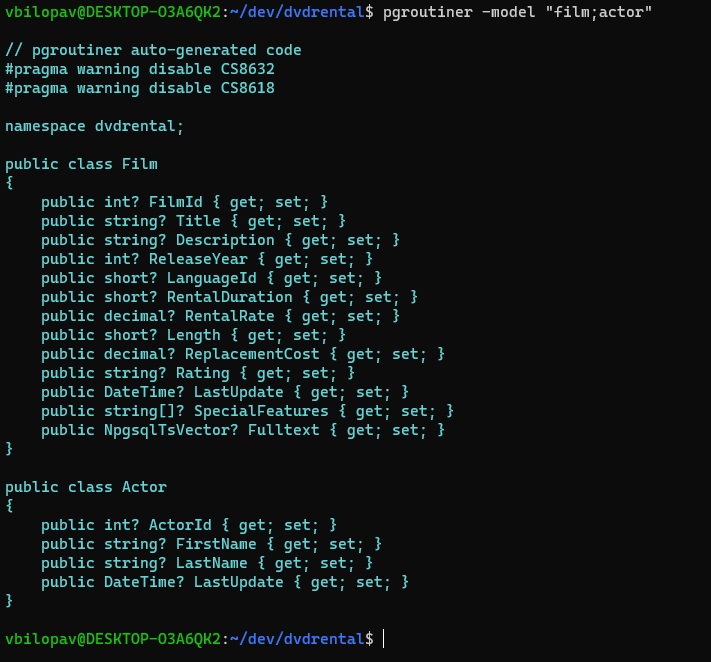 vbilopav@DESKTOP-O3A6QK2:~/dev/dvdrental$ pgroutiner -model "film;actor"
// pgroutiner auto-generated code
#pragma warning disable CS8632
#pragma warning disable CS8618
namespace dvdrental;
public class Film
{
    public int? FilmId { get; set; }
    public string? Title { get; set; }
    public string? Description { get; set; }
    public int? ReleaseYear { get; set; }
    public short? LanguageId { get; set; }
    public short? RentalDuration { get; set; }
    public decimal? RentalRate { get; set; }
    public short? Length { get; set; }
    public decimal? ReplacementCost { get; set; }
    public string? Rating { get; set; }
    public DateTime? LastUpdate { get; set; }
    public string[]? SpecialFeatures { get; set; }
    public NpgsqlTsVector? Fulltext { get; set; }
}
public class Actor
{
    public int? ActorId { get; set; }
    public string? FirstName { get; set; }
    public string? LastName { get; set; }
    public DateTime? LastUpdate { get; set; }
}
vbilopav@DESKTOP-O3A6QK2:~/dev/dvdrental$